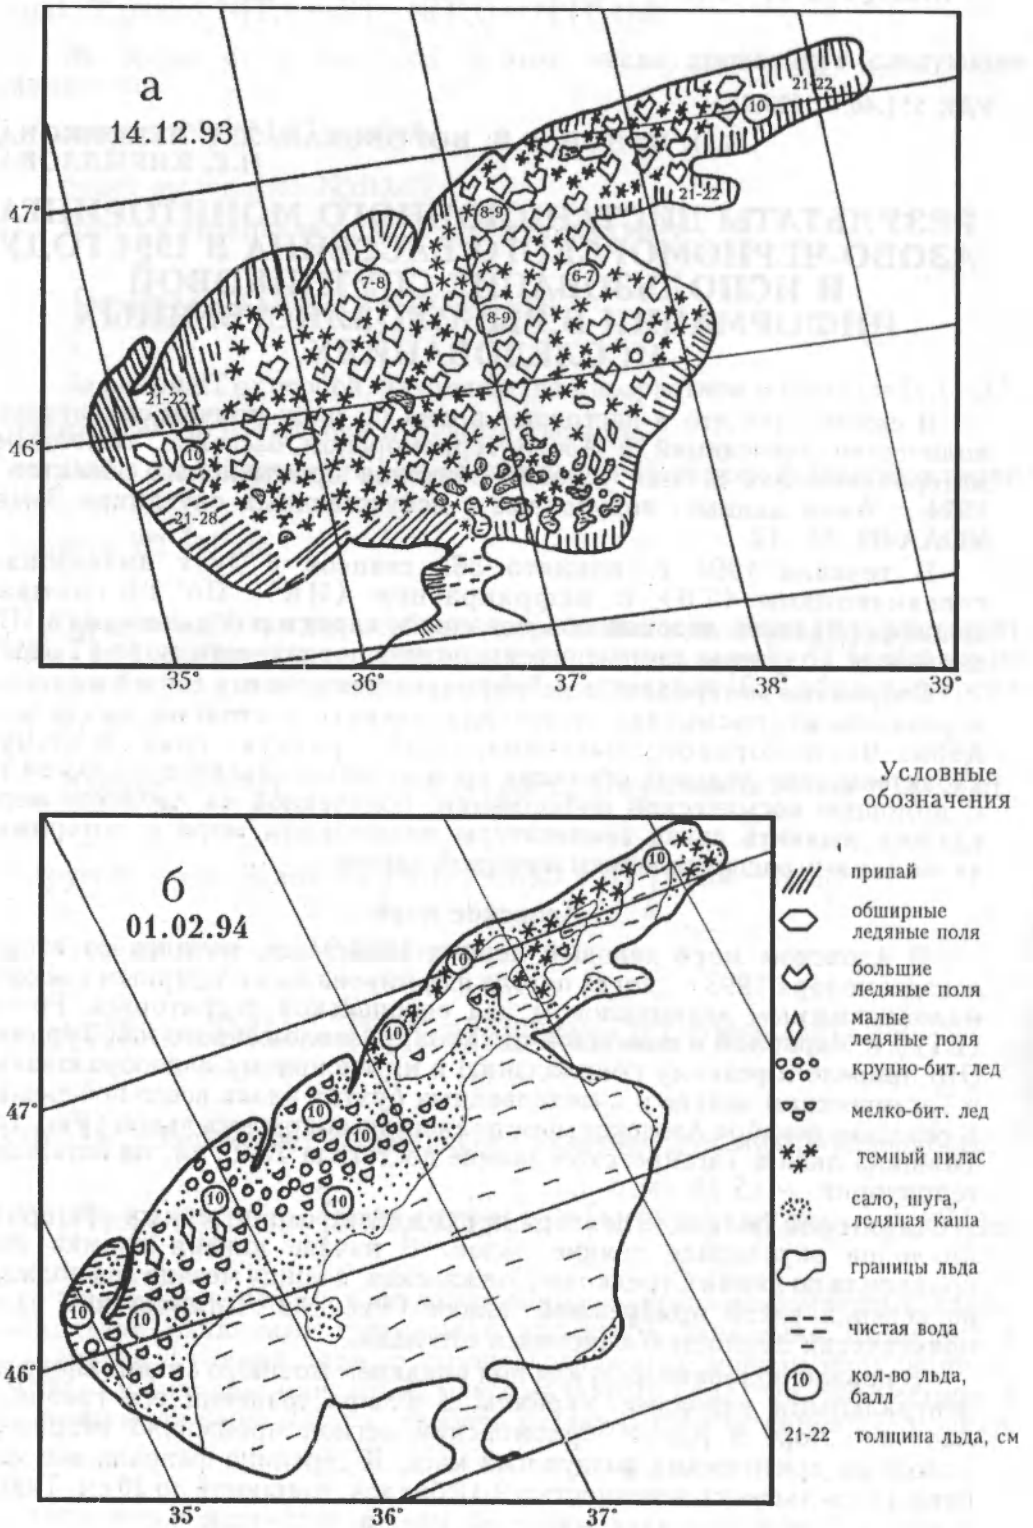 а
14.12.93
21-22
10
21-22
8-9
47°
7-8
6-7
8-9
21-22
46°
10
21-28
35°
36°
37°
38°
39°
Условные
обозначения
б
01.02.94
10
10
10
10
10
47°
10
10
10
10
46°
35°
36°
37°
припай
обширные
ледяные поля
большие
ледяные поля
малые
ледяные поля
крупно-бит. лед
мелко-бит. лед
темный нилас
сало, шуга,
ледяная каша
границы льда
чистая вода
10 кол-во льда,
балл
21-22 толщина льда, см